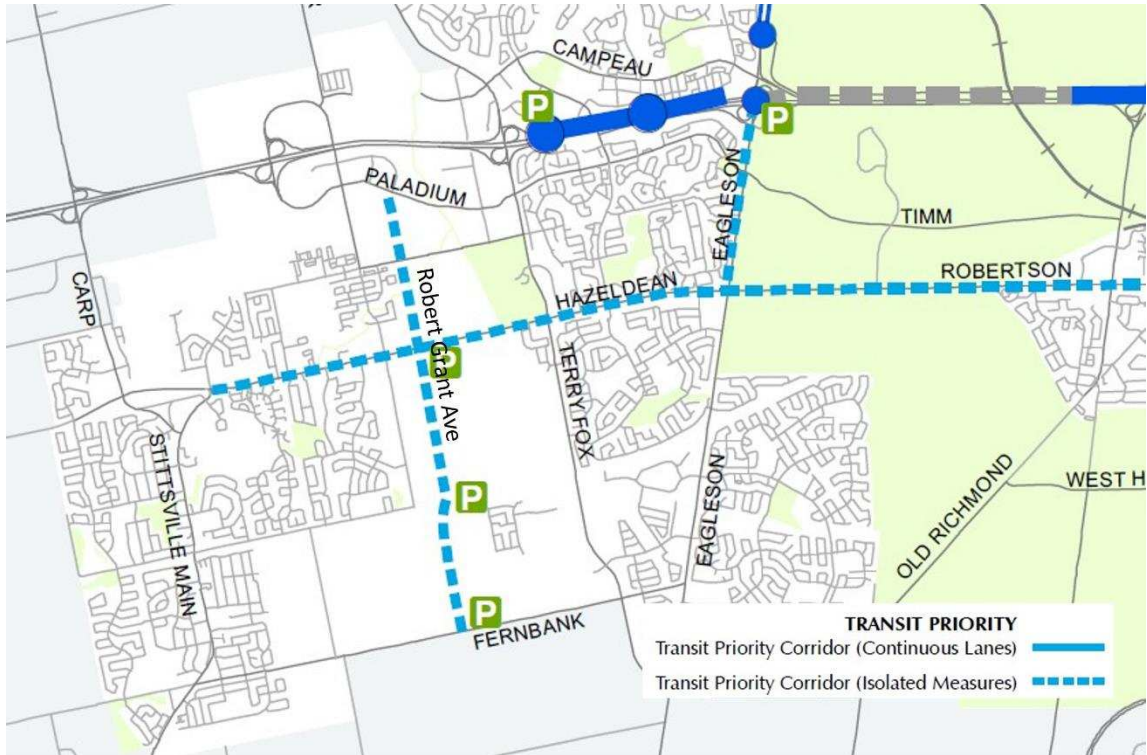 CAMPEAU
P
P
PALADIUM
EAGLESON
TIMM
CARP
Robert Grant Ave
HAZELDEAN
ROBERTSON
P
TERRY FOX
STITTSVILLE MAIN
P
EAGLESON
OLD RICHMOND
WEST H
P
FERNBANK
TRANSIT PRIORITY
Transit Priority Corridor (Continuous Lanes)
Transit Priority Corridor (Isolated Measures)